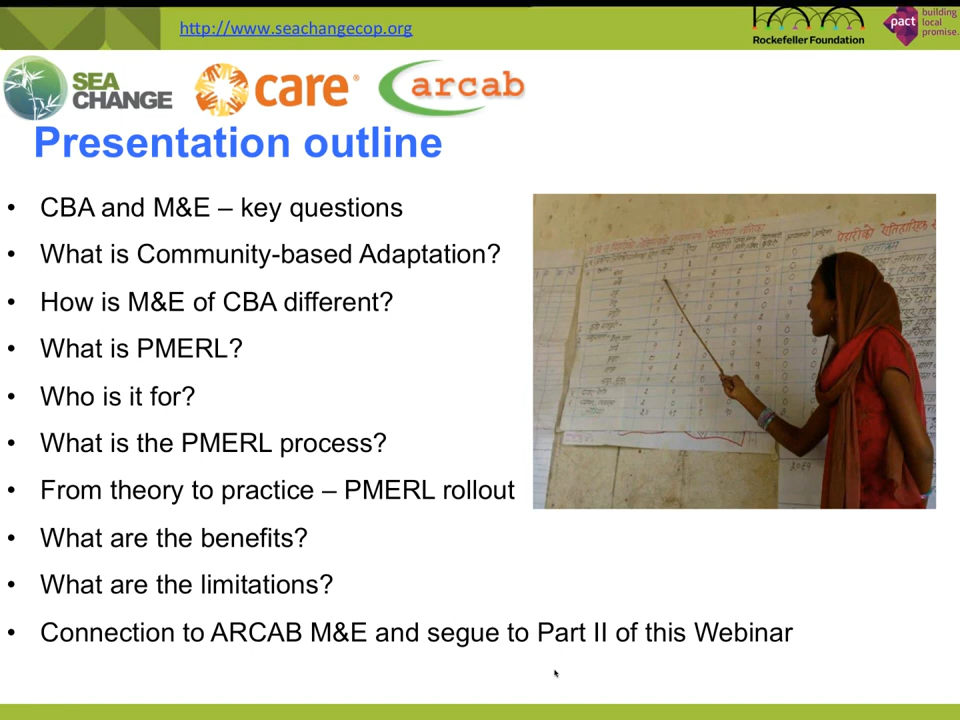 http://www.seachangecop.org
Rockefeller Foundation
pact
building
local
promise.
SEA
CHANGE
care®
arcab
Presentation outline
• CBA and M&E – key questions
• What is Community-based Adaptation?
• How is M&E of CBA different?
• What is PMERL?
• Who is it for?
• What is the PMERL process?
• From theory to practice – PMERL rollout
• What are the benefits?
• What are the limitations?
• Connection to ARCAB M&E and segue to Part II of this Webinar